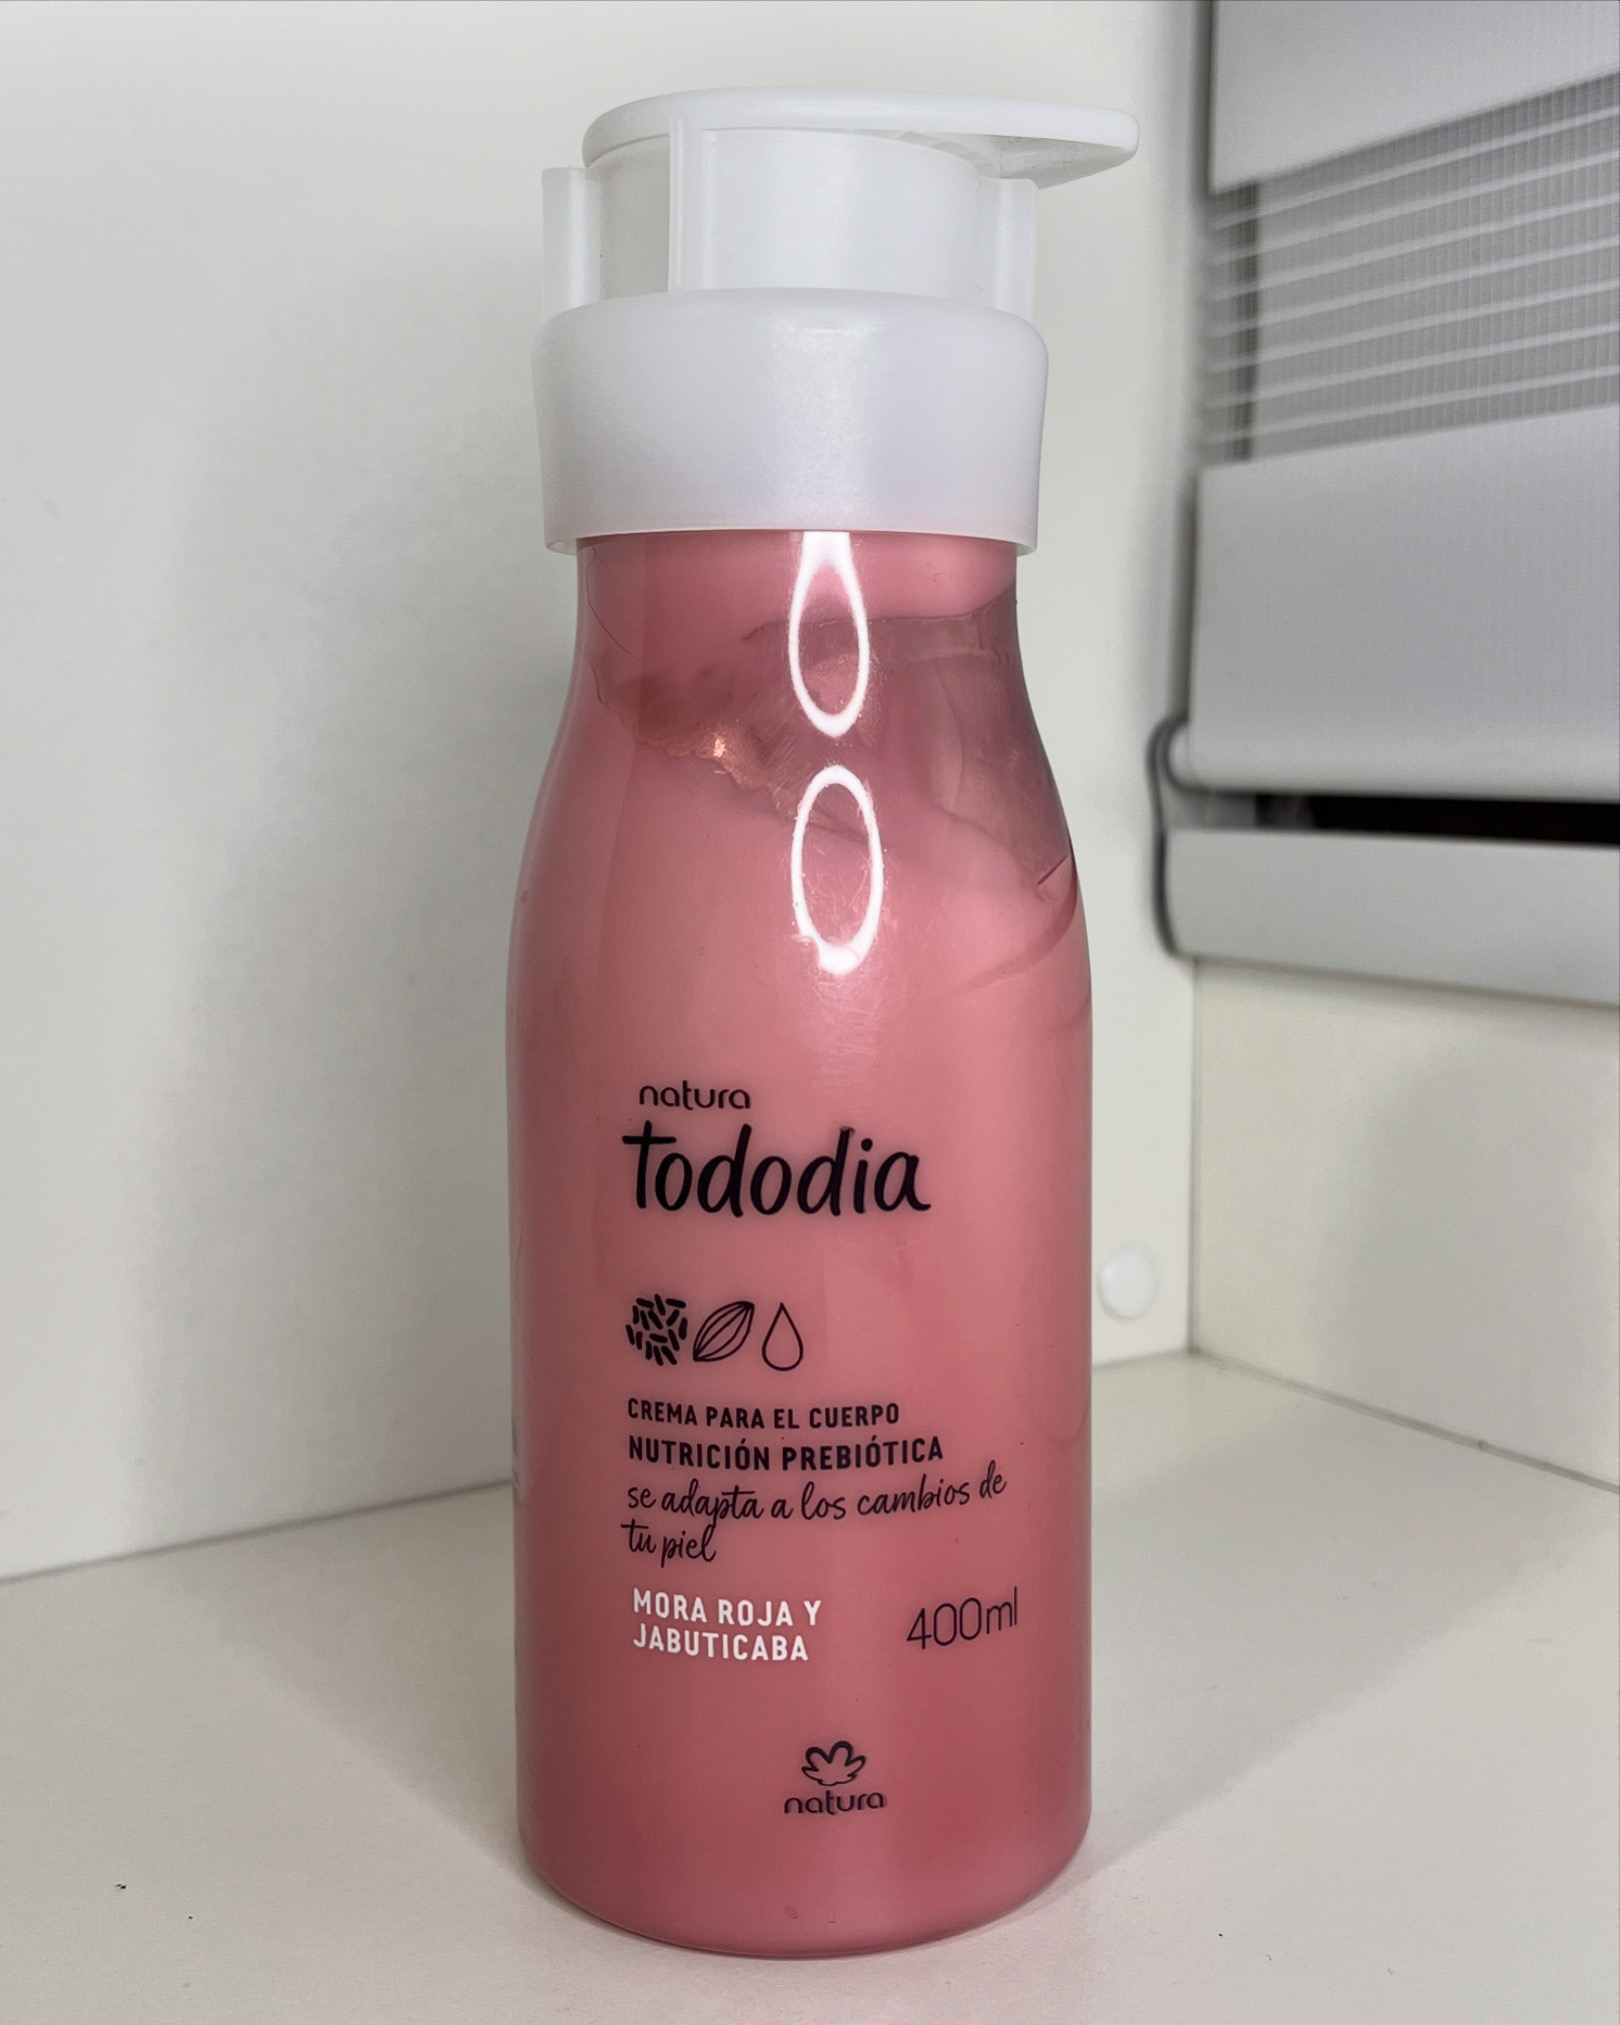 natura
tododia
CREMA PARA EL CUERPO
NUTRICIÓN PREBIÓTICA
se adapta a los cambios de
tu piel
MORA ROJA Y
JABUTICABA
400ml
natura